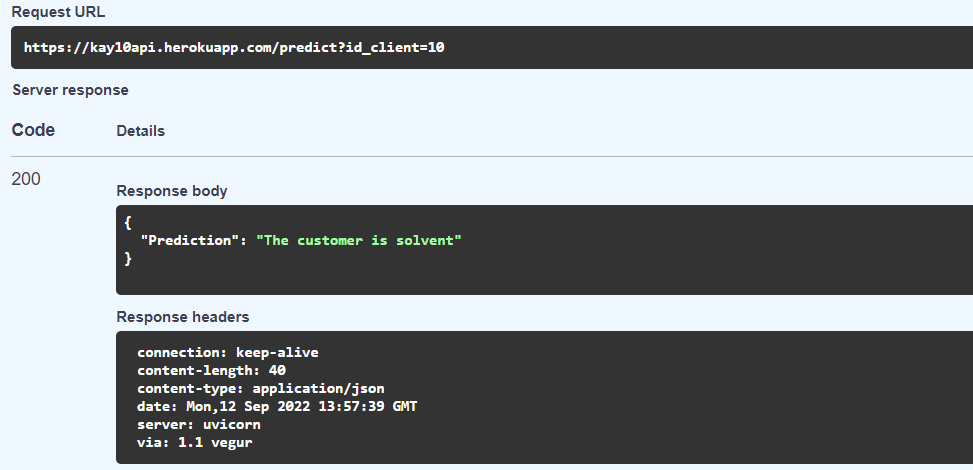 Request URL
https://kay10api.herokuapp.com/predict?id_client=10
Server response
Code Details
200
Response body
{
"Prediction": "The customer is solvent"
}
Response headers
connection: keep-alive
content-length: 40
content-type: application/json
date: Mon,12 Sep 2022 13:57:39 GMT
server: uvicorn
via: 1.1 vegur